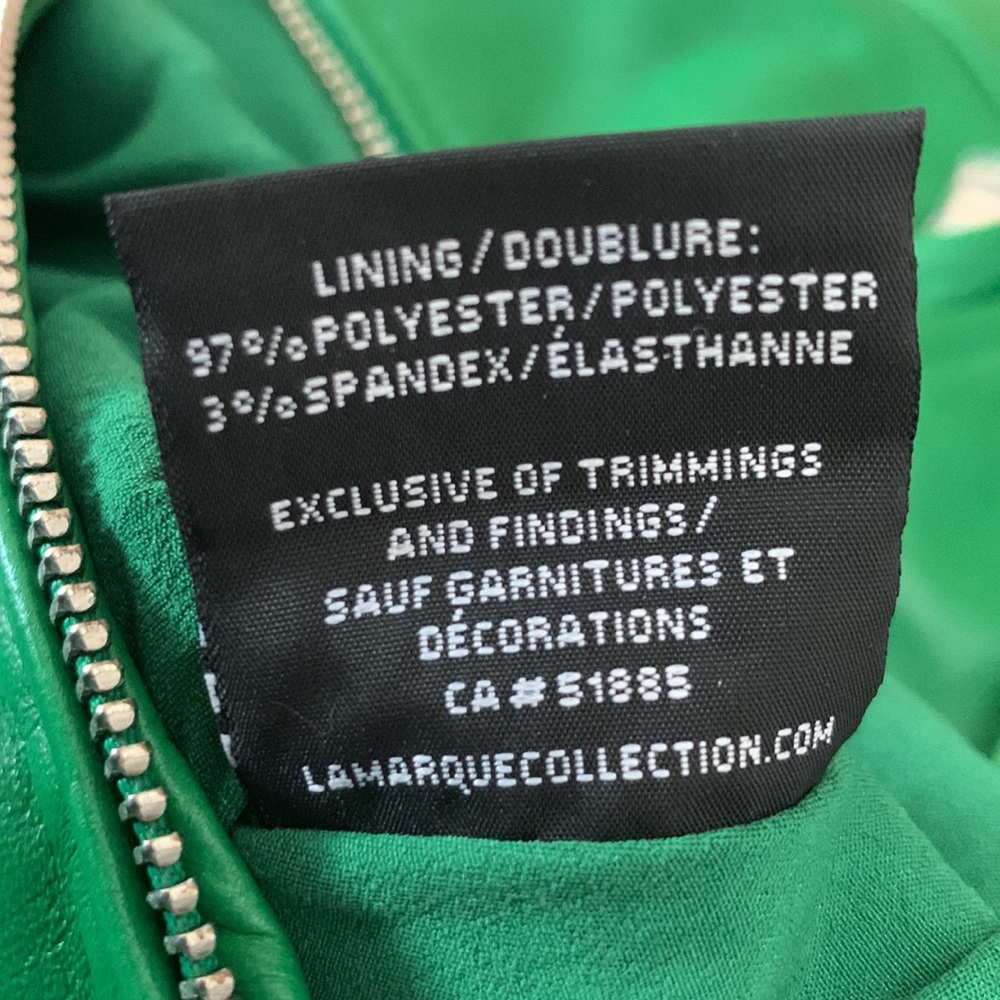 LINING/DOUBLURE:
97%POLYESTER/POLYESTER
3%SPANDEX/ÉLASTHANNE
EXCLUSIVE OF TRIMMINGS
AND FINDINGS/
SAUF GARNITURES ET
DÉCORATIONS
CA#51885
LAMARQUECOLLECTION.COM